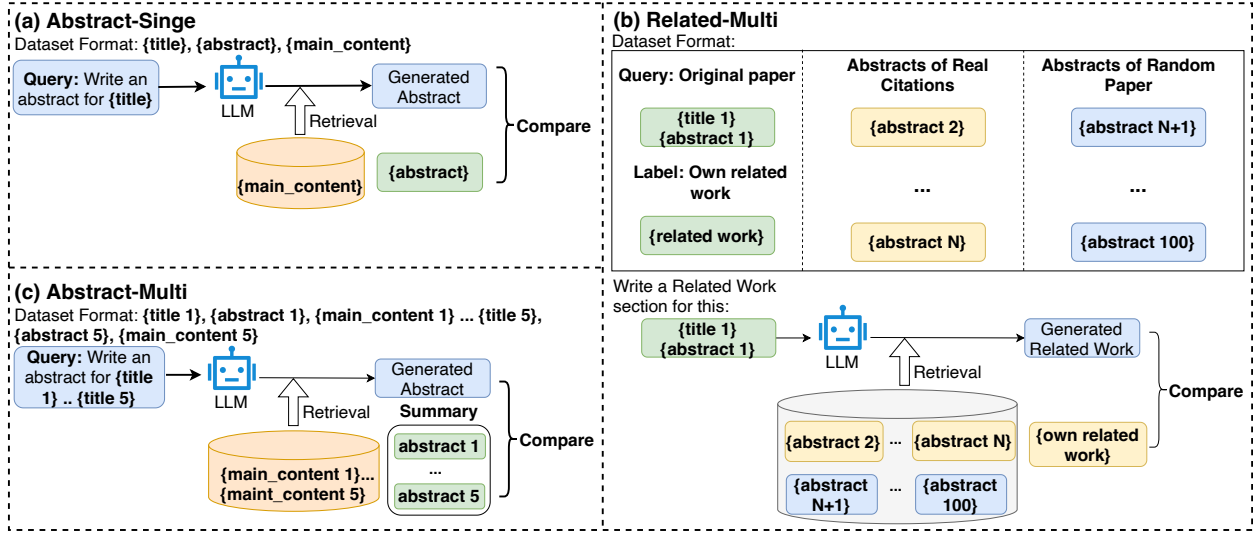 (a) Abstract-Singe
Dataset Format: {title}, {abstract}, {main_content}
Query: Write an
abstract for {title}
LLM
Retrieval
Generated
Abstract
Compare
{main_content}
{abstract}
(c) Abstract-Multi
Dataset Format: {title 1}, {abstract 1}, {main_content 1} ... {title 5},
{abstract 5}, {main_content 5}
Query: Write an
abstract for {title
1} .. {title 5}
LLM
Retrieval
Generated
Abstract
Summary
abstract 1
...
abstract 5
Compare
{main_content 1}...
{maint_content 5}
(b) Related-Multi
Dataset Format:
Query: Original paper
{title 1}
{abstract 1}
Label: Own related
work
{related work}
Abstracts of Real
Citations
{abstract 2}
...
{abstract N}
Abstracts of Random
Paper
{abstract N+1}
...
{abstract 100}
Write a Related Work
section for this:
{title 1}
{abstract 1}
LLM
Retrieval
Generated
Related Work
Compare
{abstract 2}
...
{abstract N}
{abstract
N+1}
...
{abstract
100}
{own related
work}